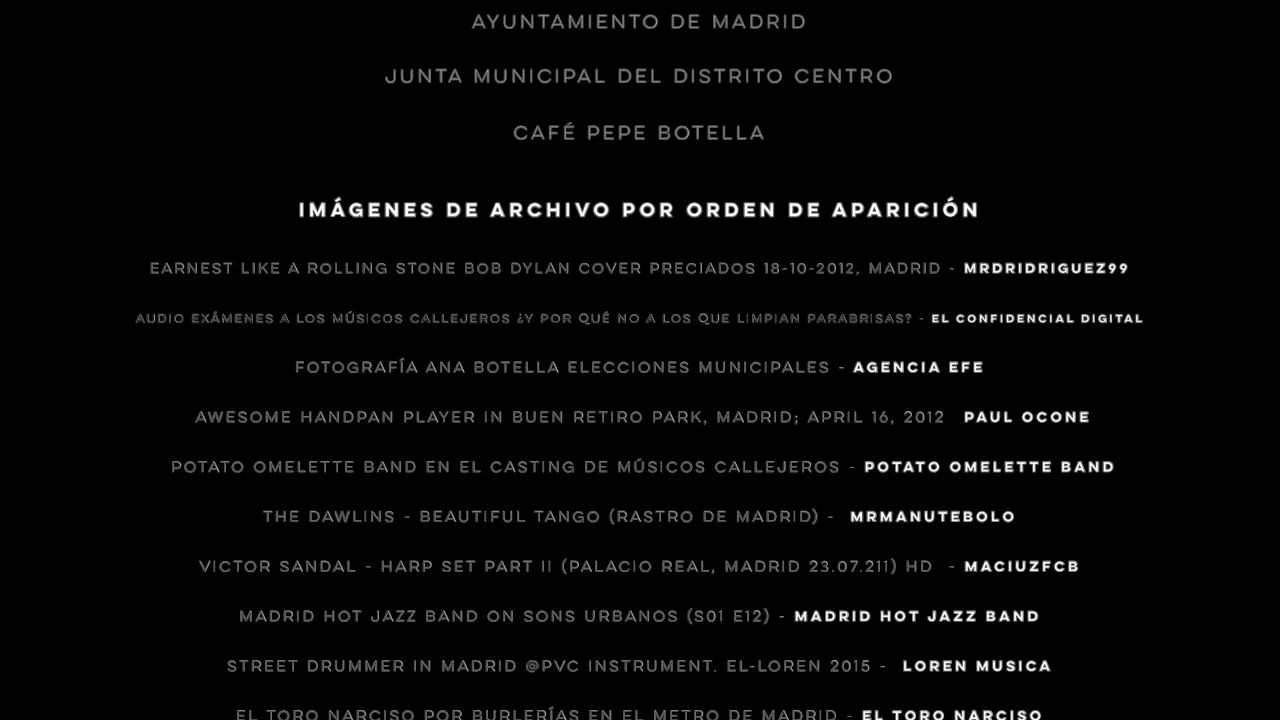 AYUNTAMIENTO DE MADRID
JUNTA MUNICIPAL DEL DISTRITO CENTRO
CAFÉ PEPE BOTELLA
IMÁGENES DE ARCHIVO POR ORDEN DE APARICIÓN
EARNEST LIKE A ROLLING STONE BOB DYLAN COVER PRECIADOS 18-10-2012, MADRID - MRDRIDRIGUEZ99
AUDIO EXÁMENES A LOS MÚSICOS CALLEJEROS ¿Y POR QUÉ NO A LOS QUE LIMPIAN PARABRISAS? - EL CONFIDENCIAL DIGITAL
FOTOGRAFÍA ANA BOTELLA ELECCIONES MUNICIPALES - AGENCIA EFE
AWESOME HANDPAN PLAYER IN BUEN RETIRO PARK, MADRID; APRIL 16, 2012 PAUL OCONE
POTATO OMELETTE BAND EN EL CASTING DE MÚSICOS CALLEJEROS - POTATO OMELETTE BAND
THE DAWLINS - BEAUTIFUL TANGO (RASTRO DE MADRID) - MRMANUTEBOLO
VICTOR SANDAL - HARP SET PART II (PALACIO REAL, MADRID 23.07.211) HD - MACIUZFCB
MADRID HOT JAZZ BAND ON SONS URBANOS (S01 E12) - MADRID HOT JAZZ BAND
STREET DRUMMER IN MADRID @PVC INSTRUMENT. EL-LOREN 2015 - LOREN MUSICA
EL TORO NARCISO POR BURLERÍAS EN EL METRO DE MADRID - EL TORO NARCISO